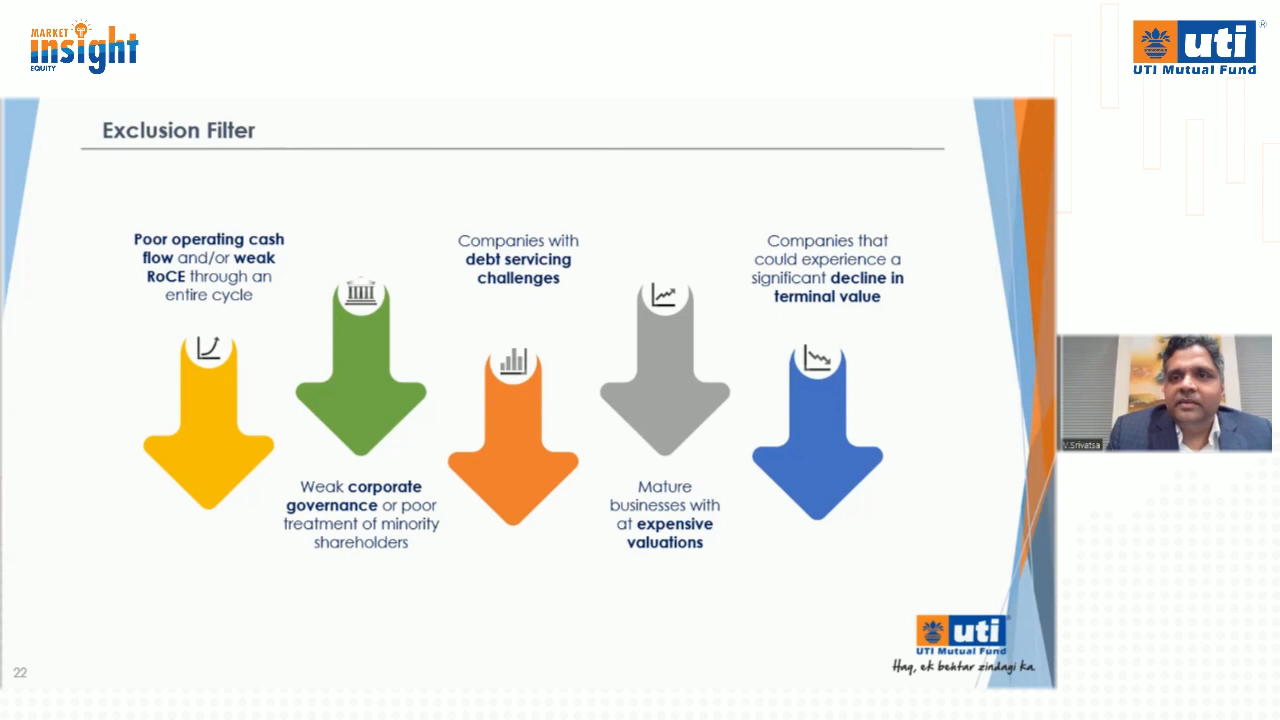 MARKET
insight
EQUITY
uti
®
UTI Mutual Fund
Exclusion Filter
Poor operating cash
flow and/or weak
RoCE through an
entire cycle
Companies with
debt servicing
challenges
Companies that
could experience a
significant decline in
terminal value
Weak corporate
governance or poor
treatment of minority
shareholders
Mature
businesses with
at expensive
valuations
V.Srivatsa
uti
UTI Mutual Fund
Haq, ek behtar zindagi ka.
22